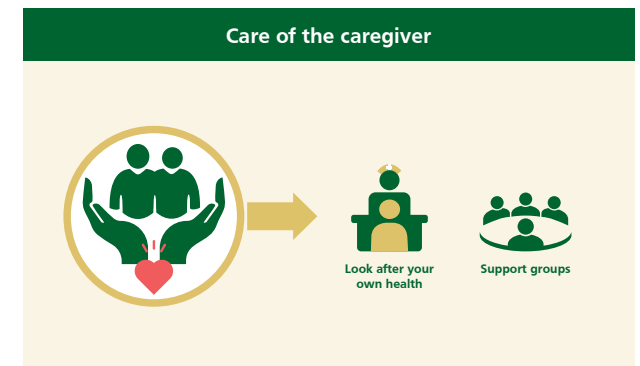 Care of the caregiver
Look after your
own health
Support groups